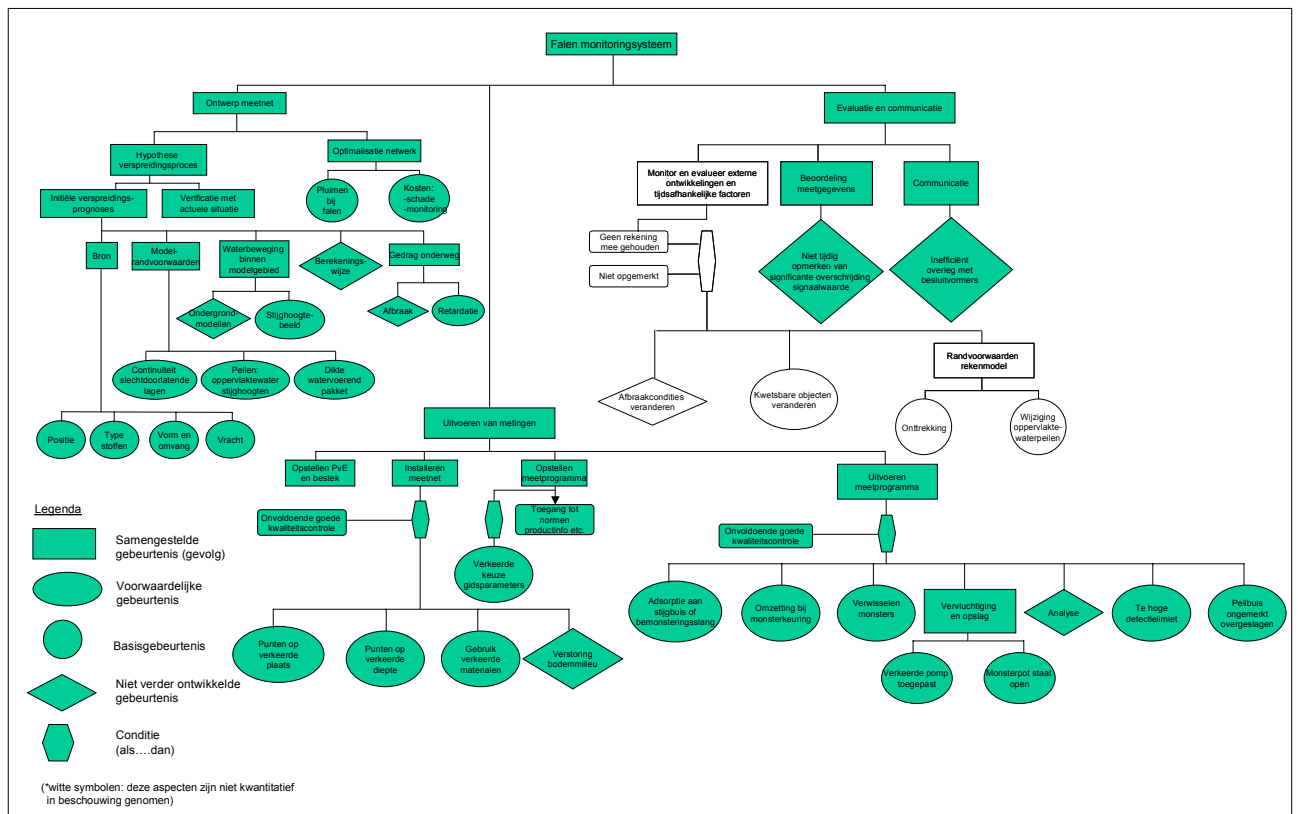 Falen monitoringsysteem
Ontwerp meetnet
Evaluatie en communicatie
Hypothese
verspreidingsproces
Optimalisatie netwerk
Initiële verspreidings-
prognoses
Verificatie met
actuele situatie
Pluimen
bij
falen
Kosten:
-schade
-monitoring
Monitor en evalueer externe
ontwikkelingen en
tijdsafhankelijke factoren
Beoordeling
meetgegevens
Communicatie
Bron
Model-
randvoorwaarden
Waterbeweging
binnen
modelgebied
Berekenings-
wijze
Gedrag onderweg
Geen rekening
mee gehouden
Niet opgemerkt
Niet tijdig
opmerken van
significante overschrijding
signaalwaarde
Inefficiënt
overleg met
besluitvormers
Ondergrond-
modellen
Stijghoogte-
beeld
Afbraak
Retardatie
Continuiteit
slechtdoorlatende
lagen
Peilen:
oppervlaktewater
stijghoogten
Dikte
watervoerend
pakket
Afbraakcondities
veranderen
Kwetsbare objecten
veranderen
Randvoorwaarden
rekenmodel
Onttrekking
Wijziging
oppervlakte-
waterpeilen
Positie
Type
stoffen
Vorm en
omvang
Vracht
Uitvoeren van metingen
Opstellen PvE
en bestek
Installeren
meetnet
Opstellen
meetprogramma
Uitvoeren
meetprogramma
Onvoldoende goede
kwaliteitscontrole
Toegang tot
normen
productinfo etc.
Onvoldoende goede
kwaliteitscontrole
Verkeerde
keuze
gidsparameters
Adsorptie aan
stijgbuis of
bemonsteringsslang
Omzetting bij
monsterkeuring
Verwisselen
monsters
Vervluchtiging
en opslag
Analyse
Te hoge
detectielimiet
Peilbuis
ongemerkt
overgeslagen
Punten op
verkeerde
plaats
Punten op
verkeerde
diepte
Gebruik
verkeerde
materialen
Verstoring
bodemmilieu
Verkeerde pomp
toegepast
Monsterpot staat
open
Legenda
Samengestelde
gebeurtenis (gevolg)
Voorwaardelijke
gebeurtenis
Basisgebeurtenis
Niet verder ontwikkelde
gebeurtenis
Conditie
(als....dan)
(*witte symbolen: deze aspecten zijn niet kwantitatief
in beschouwing genomen)